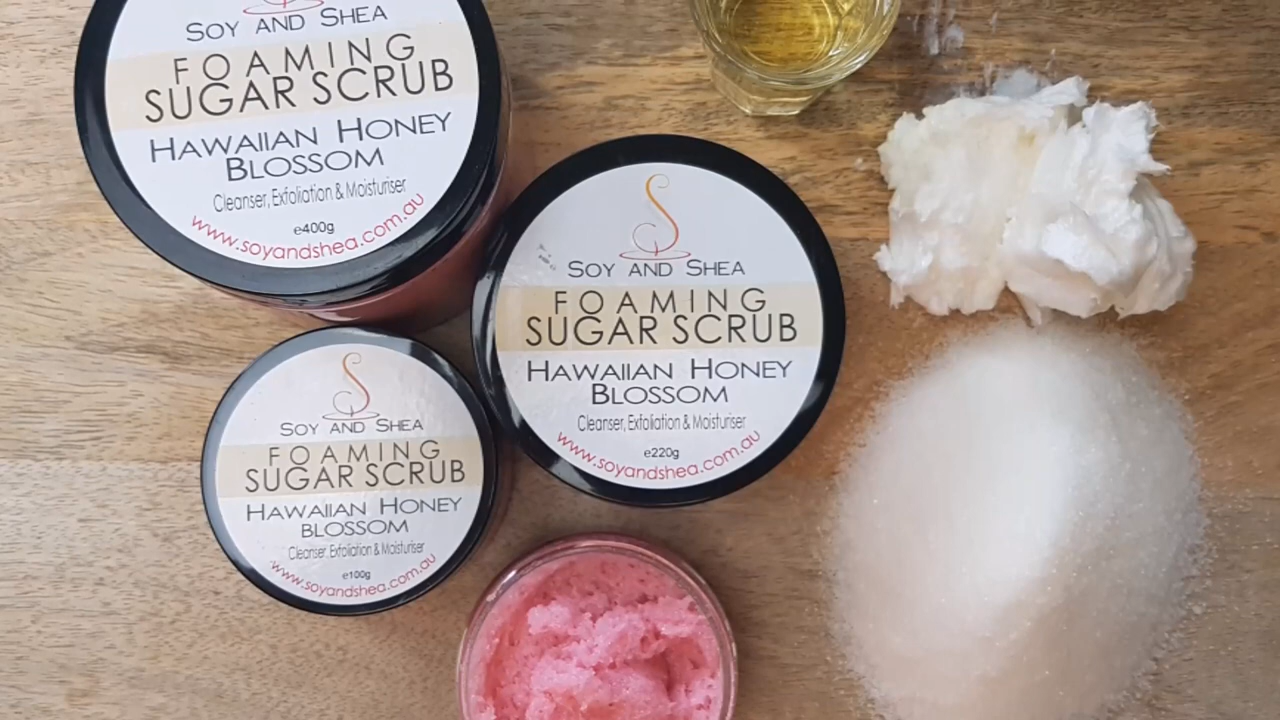 SOY AND SHEA
FOAMING
SUGAR SCRUB
HAWAIIAN HONEY
BLOSSOM
Cleanser, Exfoliation & Moisturiser
e400g
www.soyandshea.com.au
SOY AND SHEA
FOAMING
SUGAR SCRUB
HAWAIIAN HONEY
BLOSSOM
Cleanser, Exfoliation & Moisturiser
e220g
www.soyandshea.com.au
SOY AND SHEA
FOAMING
SUGAR SCRUB
HAWAIIAN HONEY
BLOSSOM
Cleanser, Exfoliation & Moisturiser
e100g
www.soyandshea.com.au